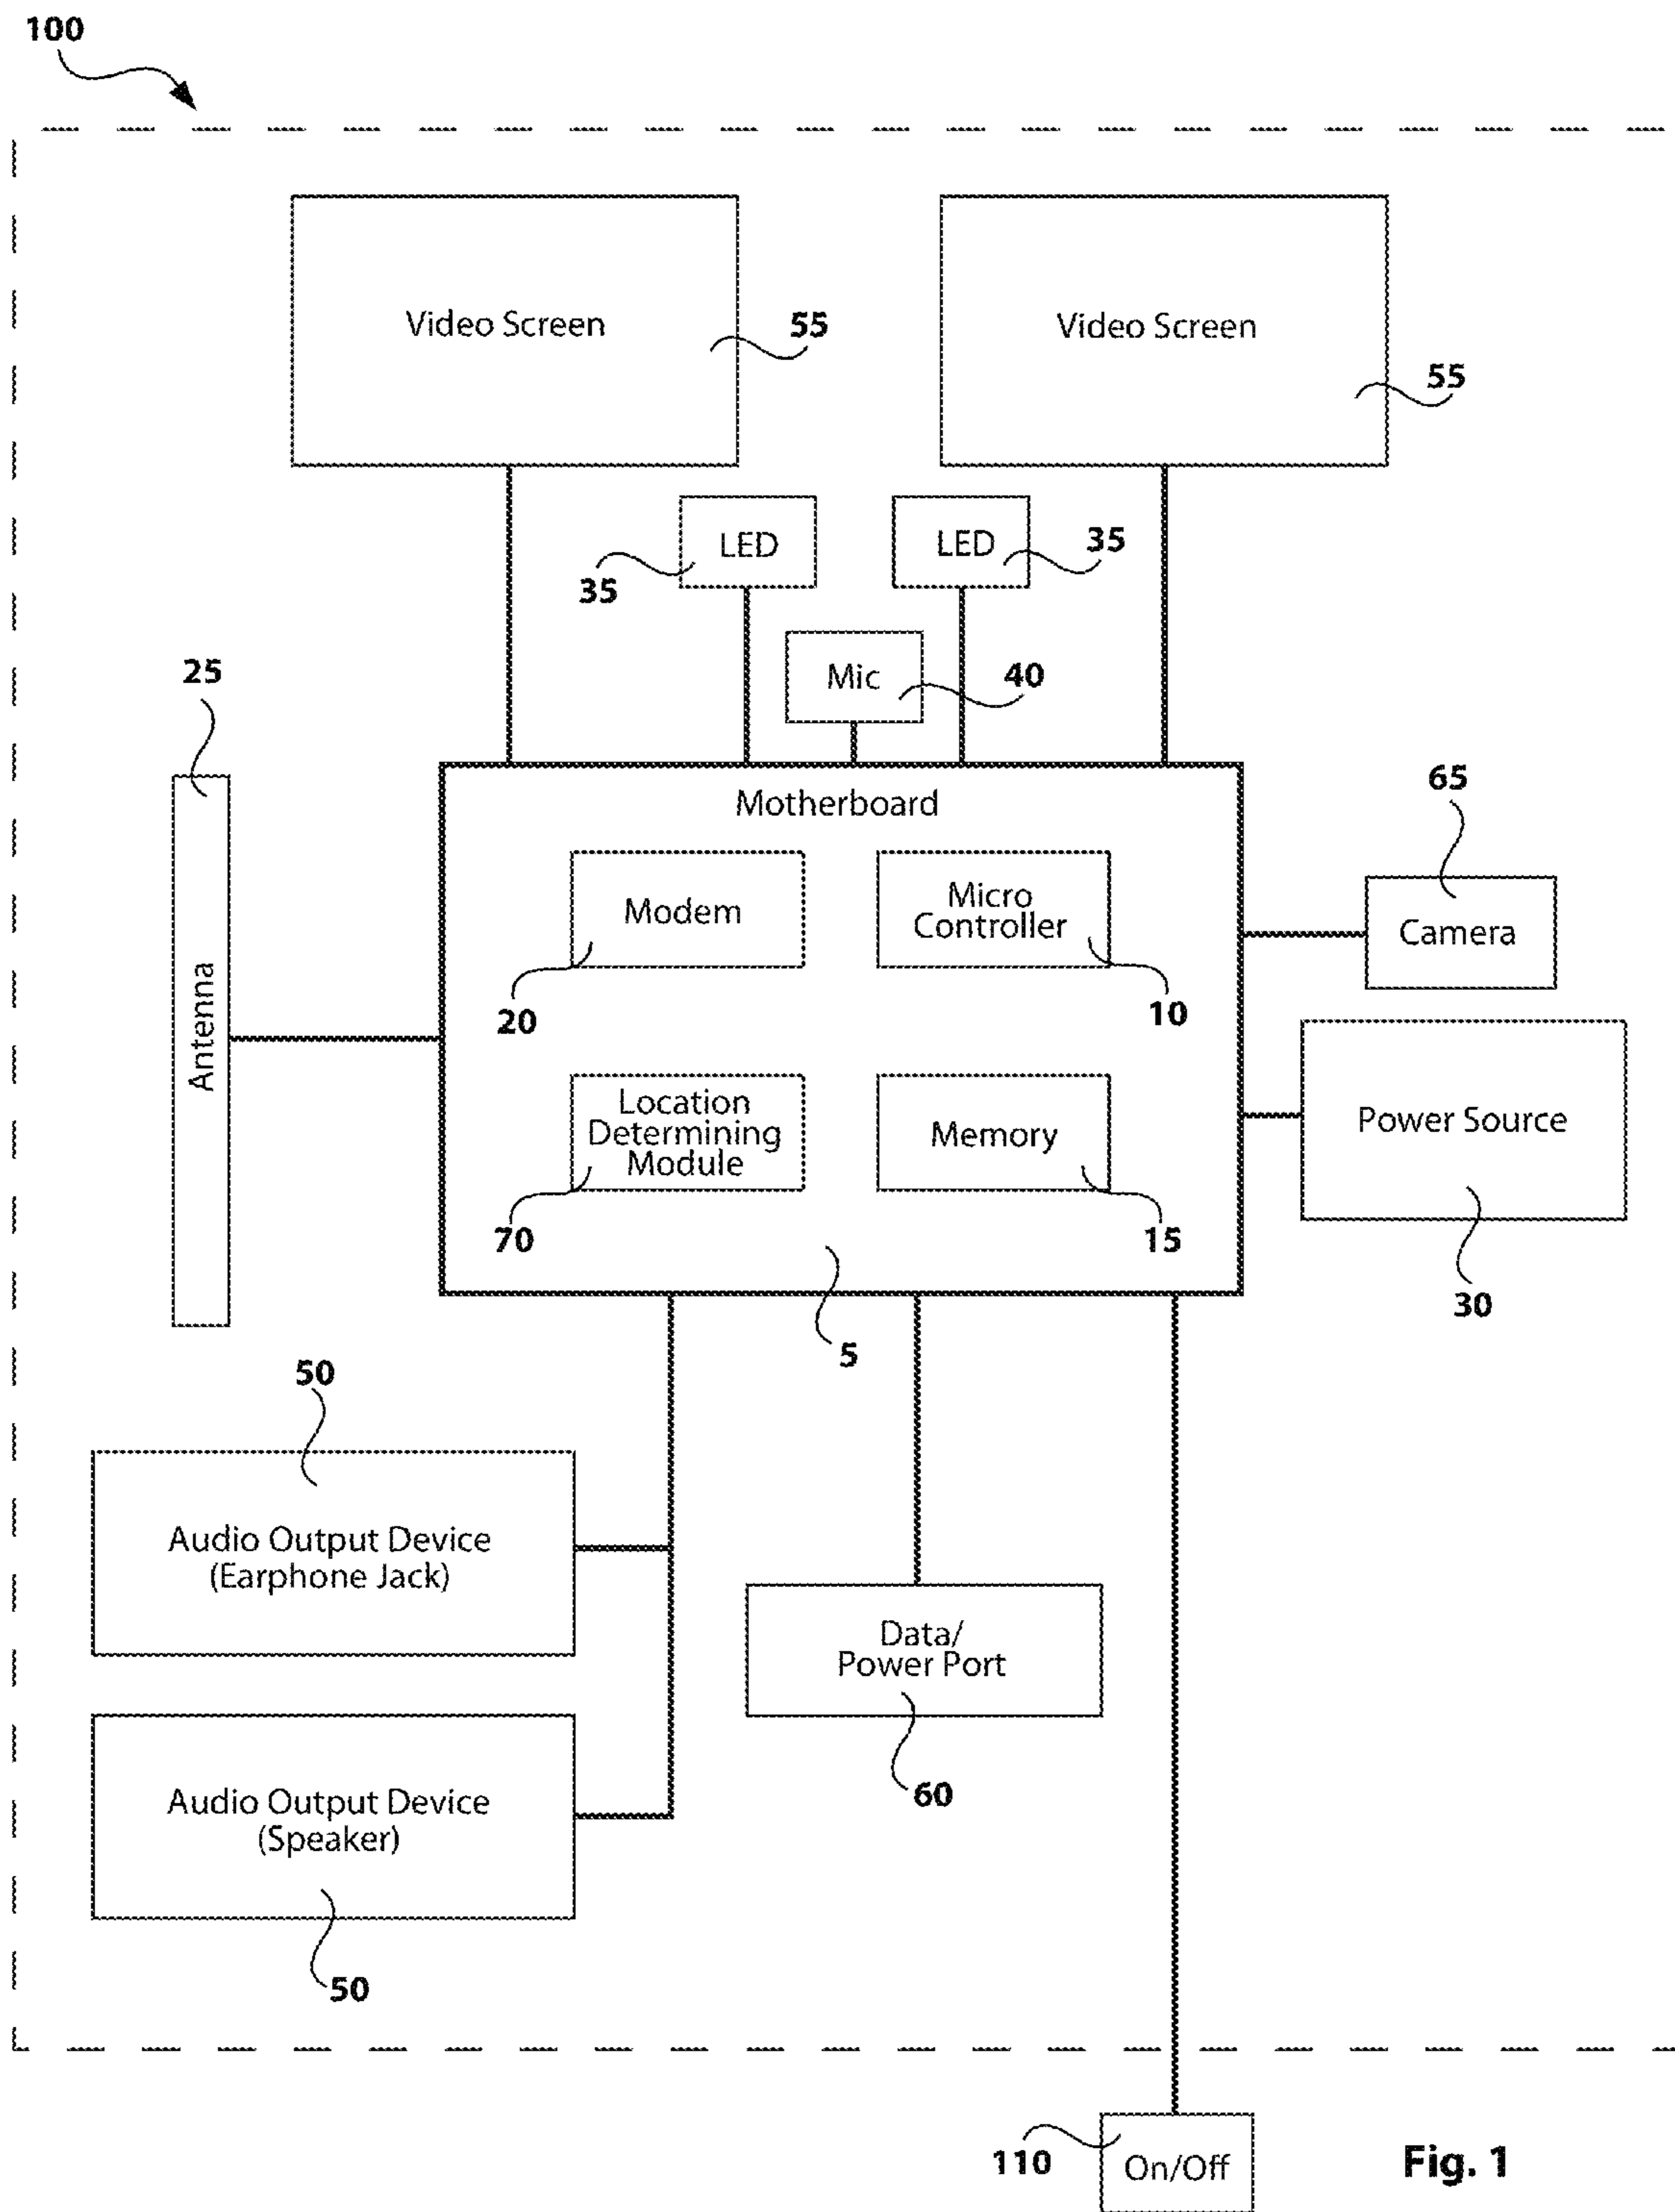 100
Video Screen
55
Video Screen
55
LED
35
LED
35
Mic
40
25
Antenna
Motherboard
Modem
20
Micro
Controller
10
65
Camera
Location
Determining
Module
70
Memory
15
Power Source
30
5
50
Audio Output Device
(Earphone Jack)
Data/
Power Port
60
Audio Output Device
(Speaker)
50
110
On/Off
Fig. 1